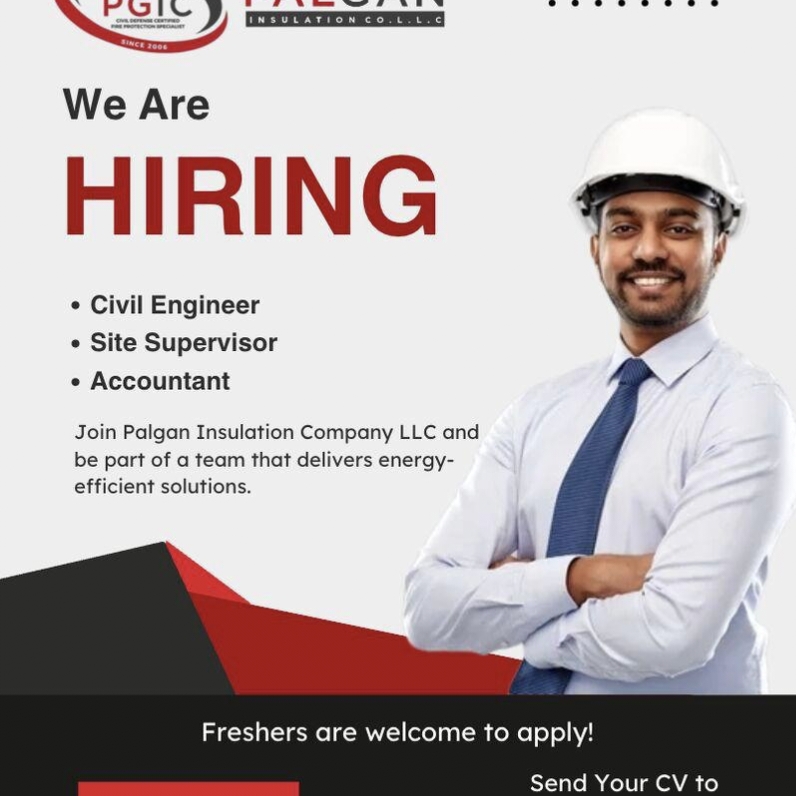 PGIC
CIVIL DEFENSE CERTIFIED
FIRE PROTECTION SPECIALIST
SINCE 2006
PALGAN
INSULATION CO.L.L.C
We Are
HIRING
• Civil Engineer
• Site Supervisor
• Accountant
Join Palgan Insulation Company LLC and
be part of a team that delivers energy-
efficient solutions.
Freshers are welcome to apply!
Send Your CV to